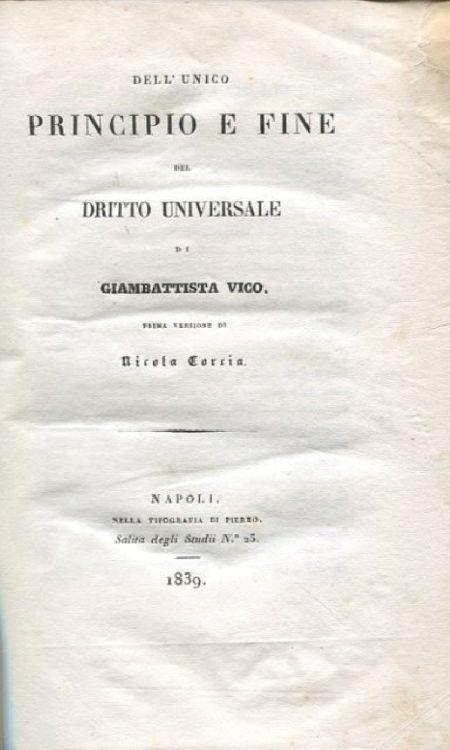 DELL' UNICO
PRINCIPIO E FINE
DEL
DRITTO UNIVERSALE
DI
GIAMBATTISTA VICO.
PRIMA VERSIONE DI
Nicola Corcia.
NAPOLI,
NELLA TIPOGRAFIA DI PIERRO.
Salita degli Studii N.º 23.
1839.